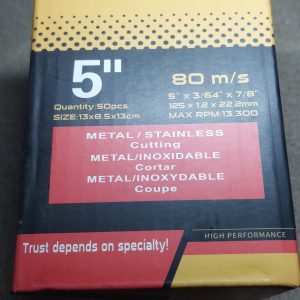 5"
80 m/s
5" x 3/64" x 7/8"
Quantity:50pcs
125 x 1.2 x 22.2mm
SIZE:13x8.5x13cm
MAX RPM:13,300
METAL/STAINLESS
Cutting
METAL/INOXIDABLE
Cortar
METAL/INOXYDABLE
Coupe
HIGH PERFORMANCE
Trust depends on specialty!